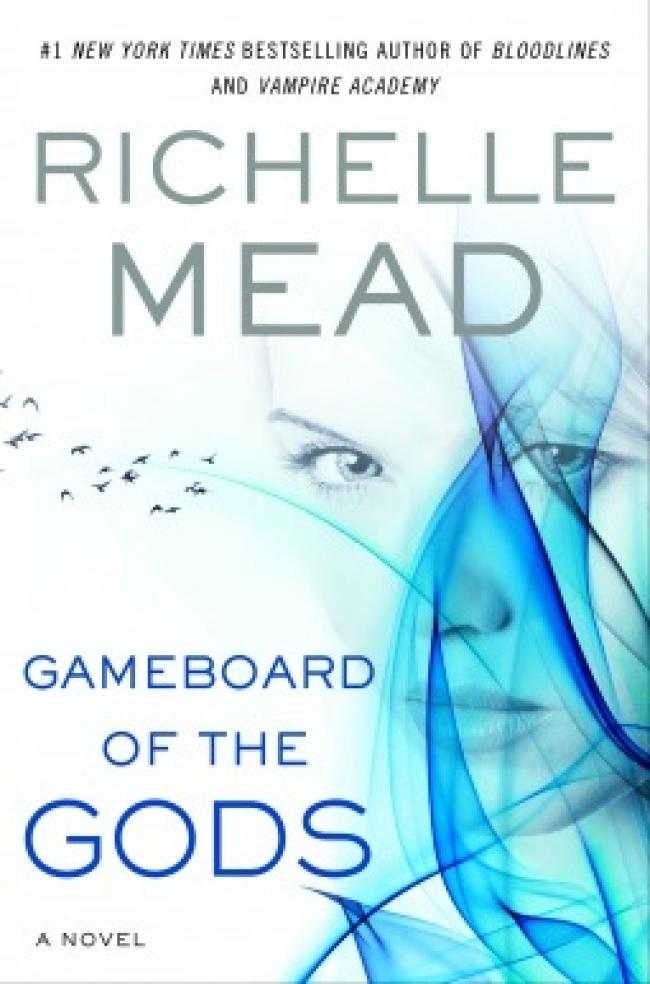 #1 NEW YORK TIMES BESTSELLING AUTHOR OF BLOODLINES
AND VAMPIRE ACADEMY
RICHELLE
MEAD
GAMEBOARD
OF THE
GODS
A NOVEL